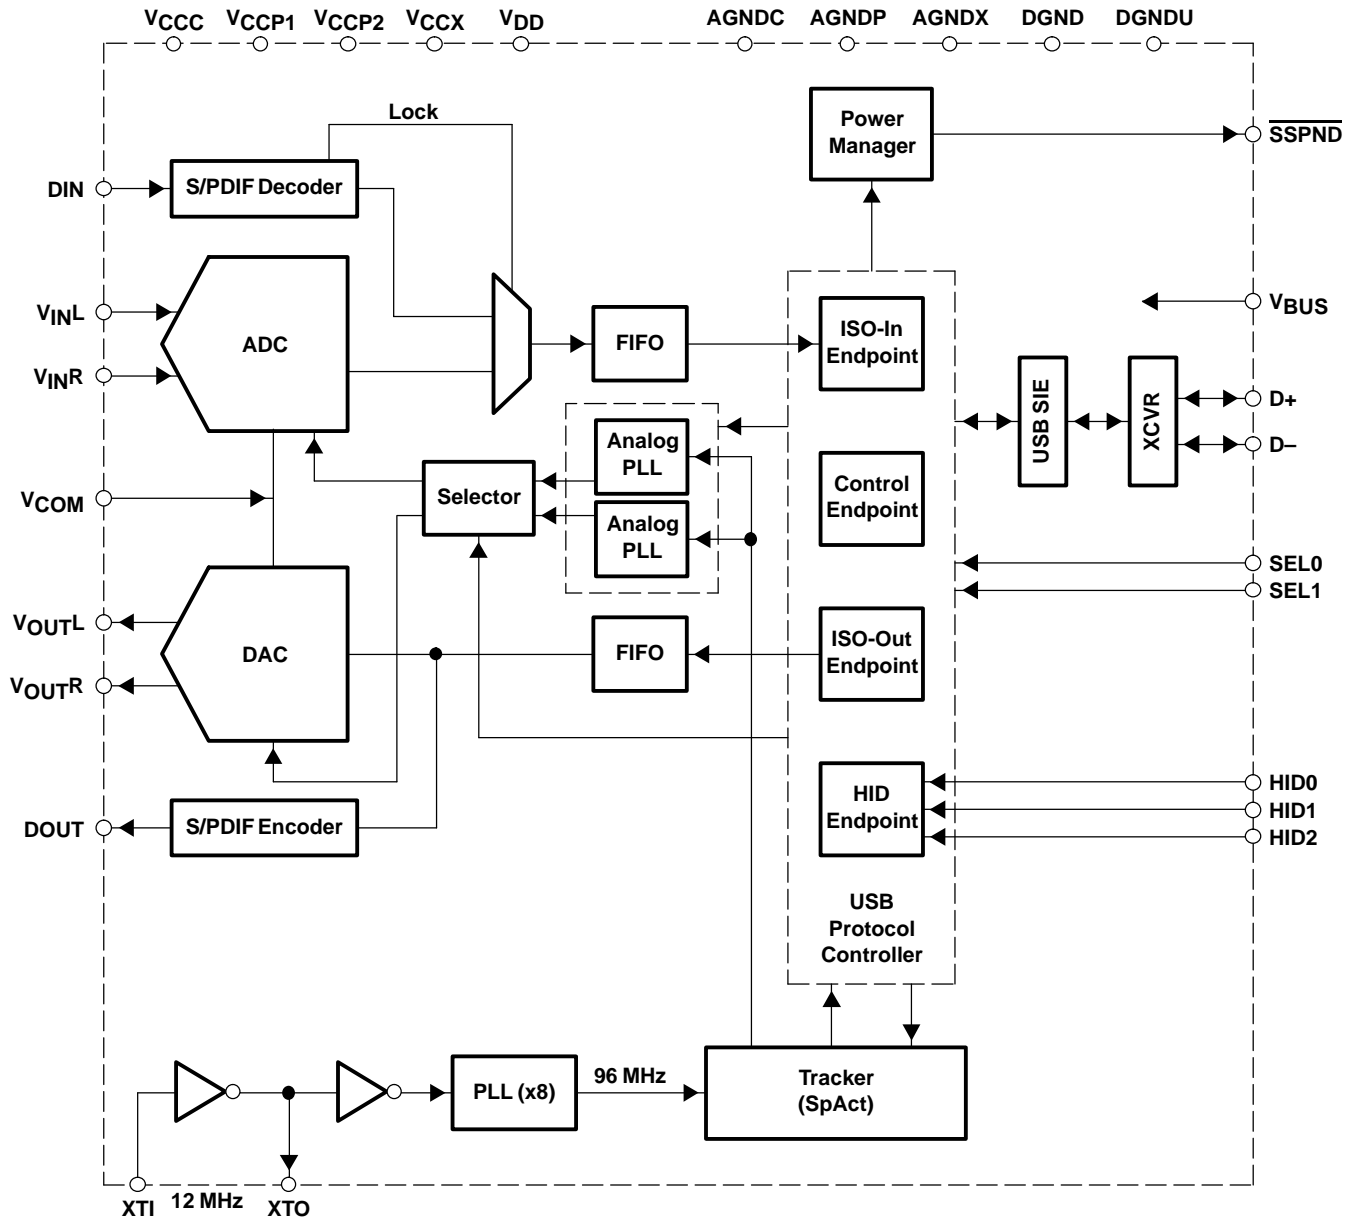 VCCC VCCP1 VCCP2 VCCX VDD AGNDC AGNDP AGNDX DGND DGNDU
Lock
Power
Manager
SSPND
DIN
S/PDIF Decoder
VINL
ADC
VINR
FIFO
ISO-In
Endpoint
VBUS
USB SIE
XCVR
D+
D–
Analog
PLL
Selector
Analog
PLL
VCOM
Control
Endpoint
SEL0
SEL1
VOUTL
DAC
VOUTR
FIFO
ISO-Out
Endpoint
HID
Endpoint
HID0
HID1
HID2
DOUT
S/PDIF Encoder
USB
Protocol
Controller
PLL (x8)
96 MHz
Tracker
(SpAct)
XTI
12 MHz
XTO